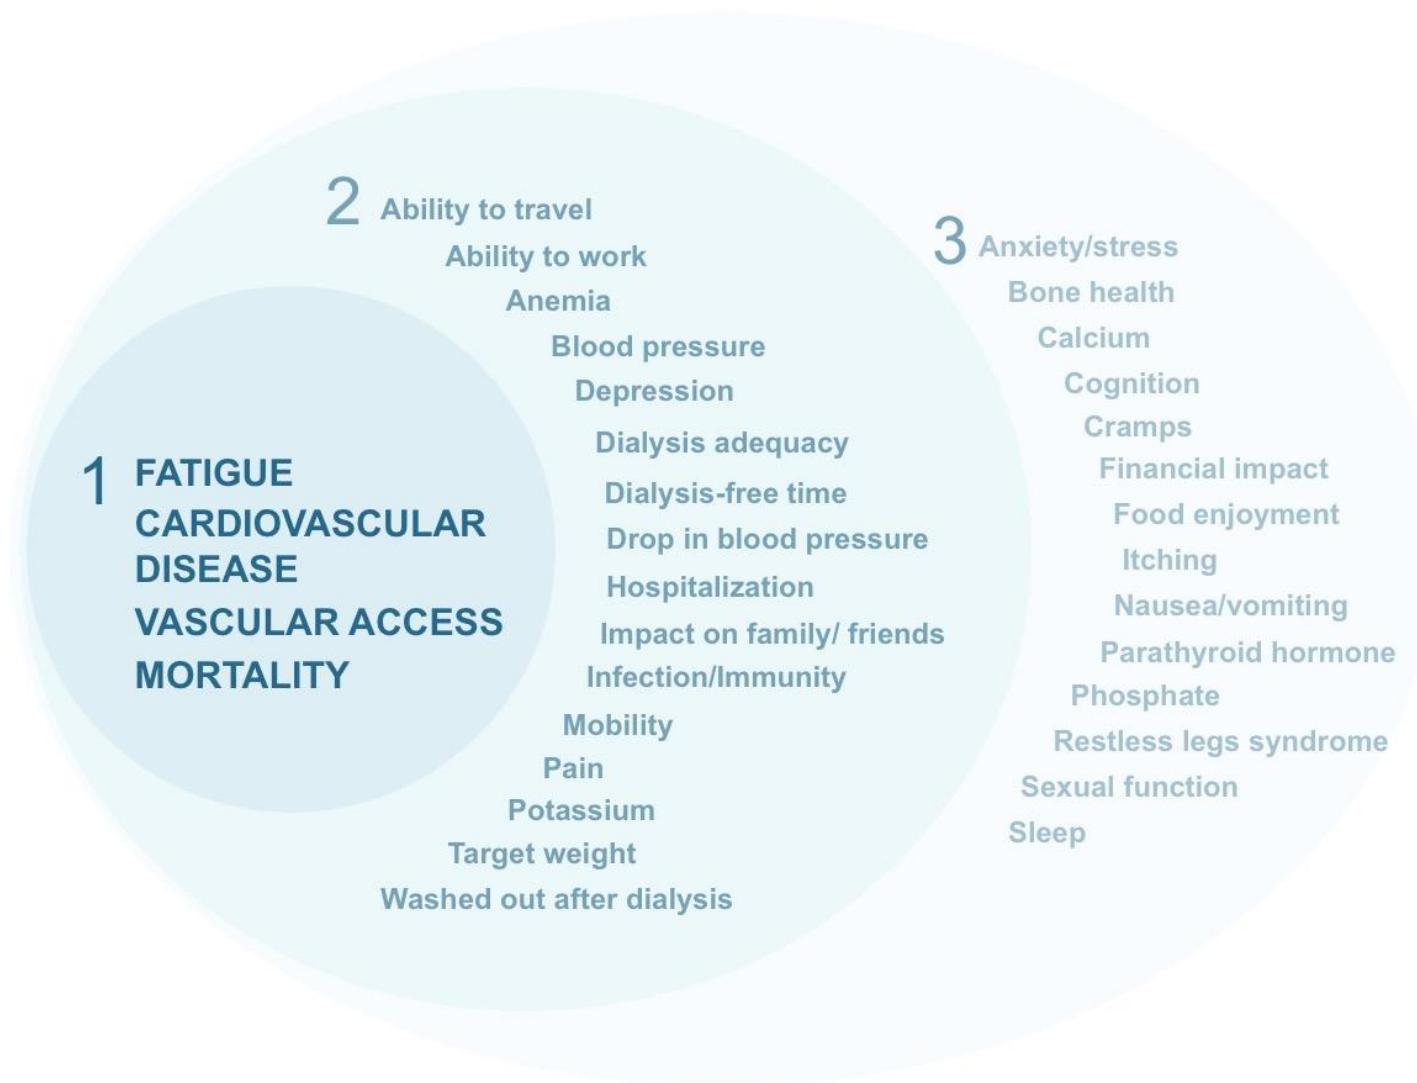 1 FATIGUE
CARDIOVASCULAR
DISEASE
VASCULAR ACCESS
MORTALITY
2 Ability to travel
Ability to work
Anemia
Blood pressure
Depression
Dialysis adequacy
Dialysis-free time
Drop in blood pressure
Hospitalization
Impact on family/ friends
Infection/Immunity
Mobility
Pain
Potassium
Target weight
Washed out after dialysis
3 Anxiety/stress
Bone health
Calcium
Cognition
Cramps
Financial impact
Food enjoyment
Itching
Nausea/vomiting
Parathyroid hormone
Phosphate
Restless legs syndrome
Sexual function
Sleep